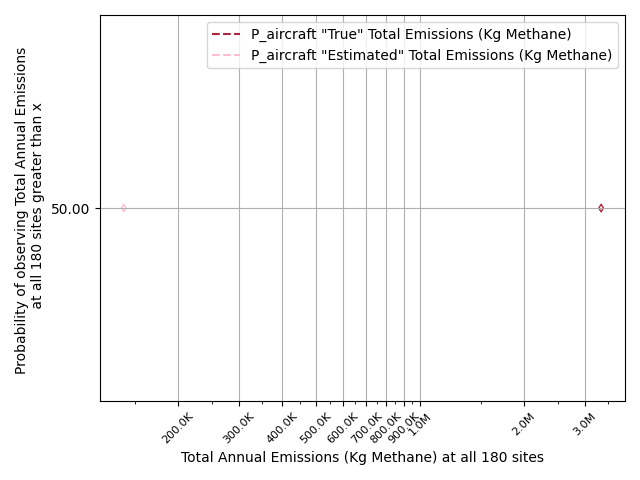 P_aircraft "True" Total Emissions (Kg Methane)
P_aircraft "Estimated" Total Emissions (Kg Methane)
Probability of observing Total Annual Emissions
at all 180 sites greater than x
50.00
200.0K
300.0K
400.0K
500.0K
600.0K
700.0K
800.0K
900.0K
1.0M
2.0M
3.0M
Total Annual Emissions (Kg Methane) at all 180 sites